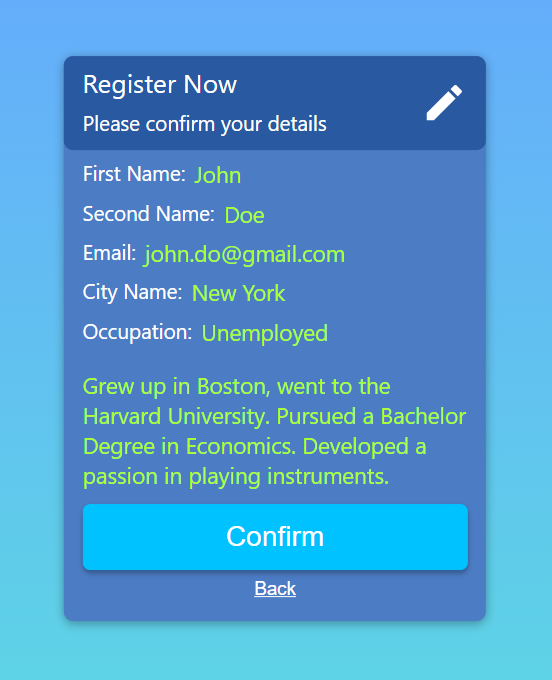 Register Now
Please confirm your details
First Name: John
Second Name: Doe
Email: john.do@gmail.com
City Name: New York
Occupation: Unemployed
Grew up in Boston, went to the
Harvard University. Pursued a Bachelor
Degree in Economics. Developed a
passion in playing instruments.
Confirm
Back